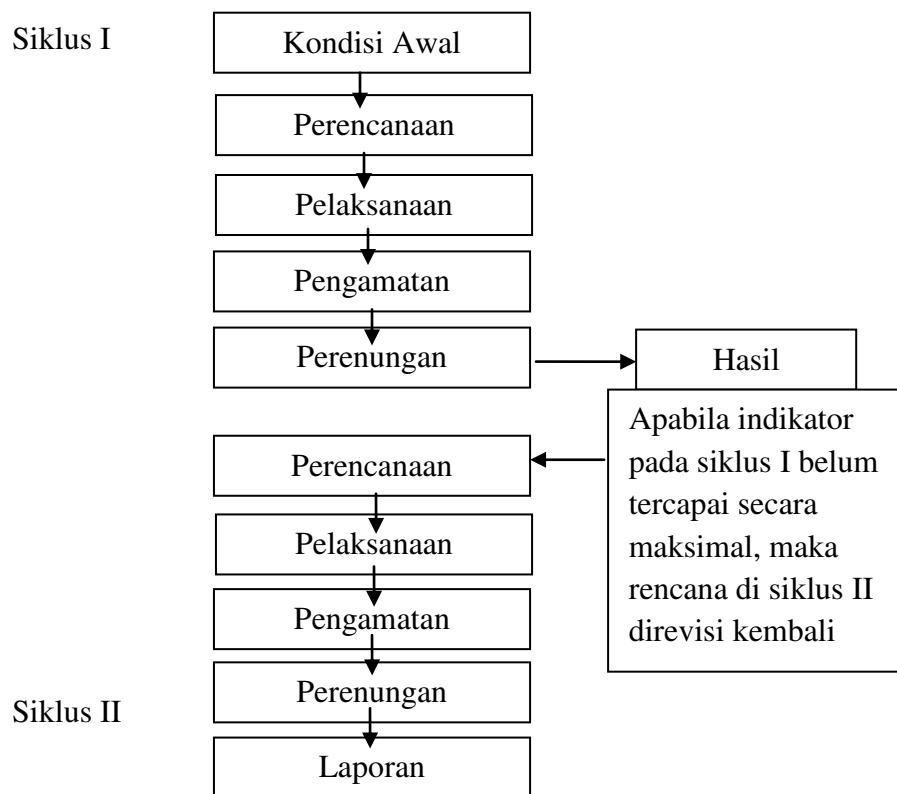 Siklus I
Kondisi Awal
Perencanaan
Pelaksanaan
Pengamatan
Perenungan
Hasil
Apabila indikator
pada siklus I belum
tercapai secara
maksimal, maka
rencana di siklus II
direvisi kembali
Perencanaan
Pelaksanaan
Pengamatan
Perenungan
Siklus II
Laporan